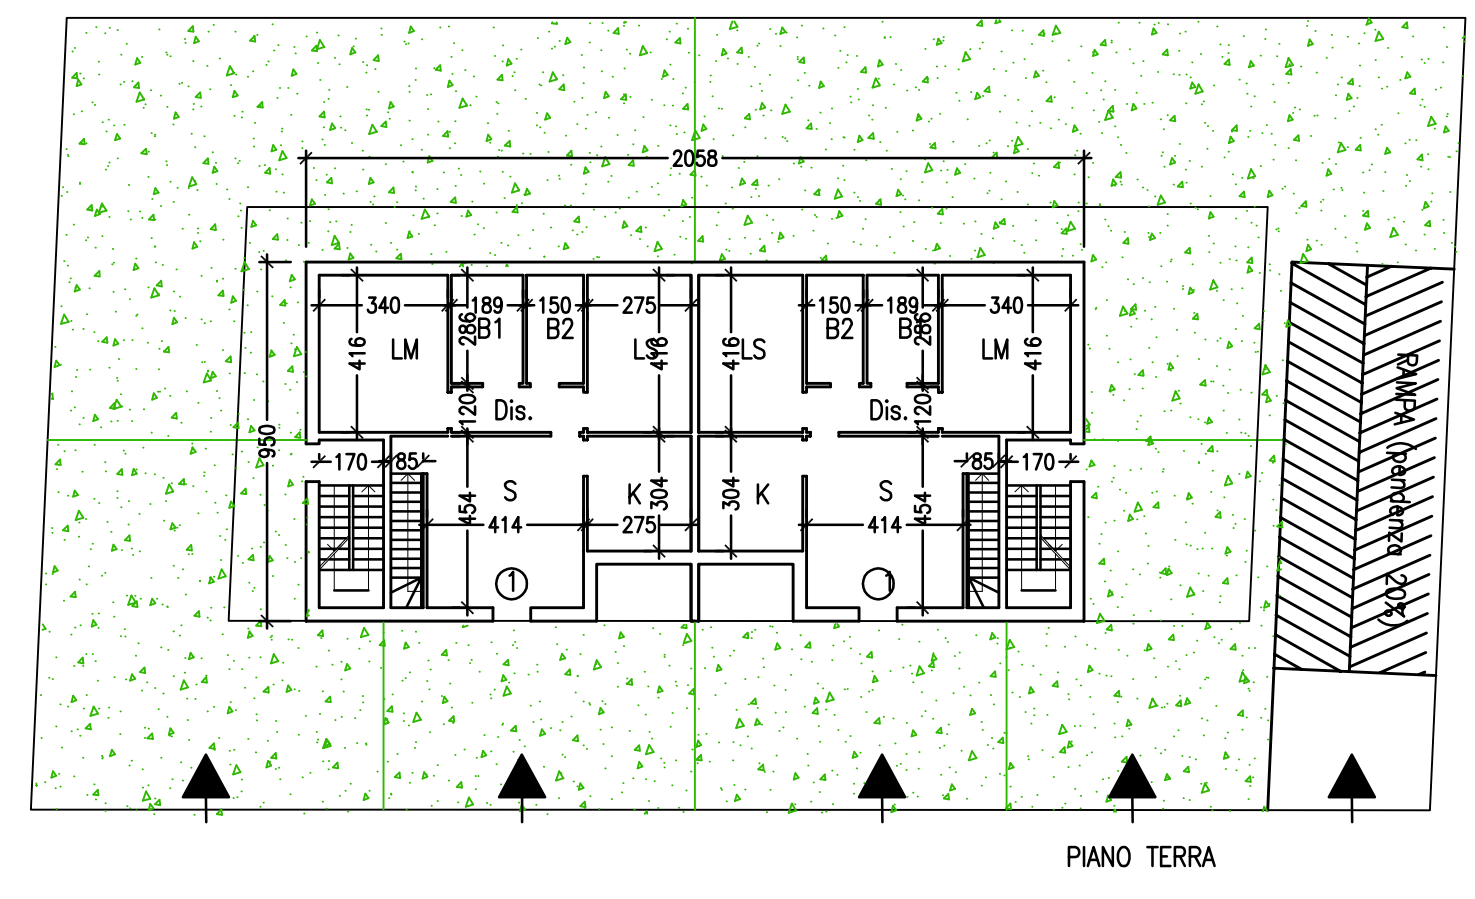 2058
340 189 150 275 150 189 340
286 B1 B2 B2 B 286
416 LM LS 416 416 LS LM 416
950 120 Dis. Dis. 120
170 85 85 170
454 S K 304 304 K S 454
414 275 414
1 1
RAMPA (pendenza 20%)
PIANO TERRA